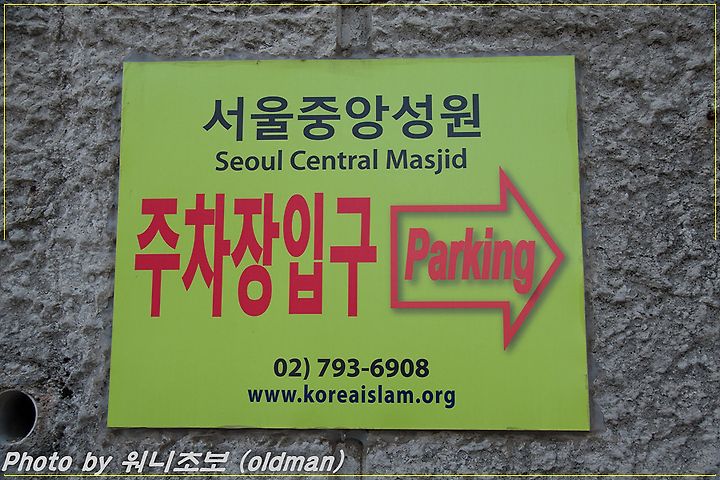 서울중앙성원
Seoul Central Masjid
주차장입구
Parking
02) 793-6908
www.koreaislam.org
Photo by 워니초보 (oldman)